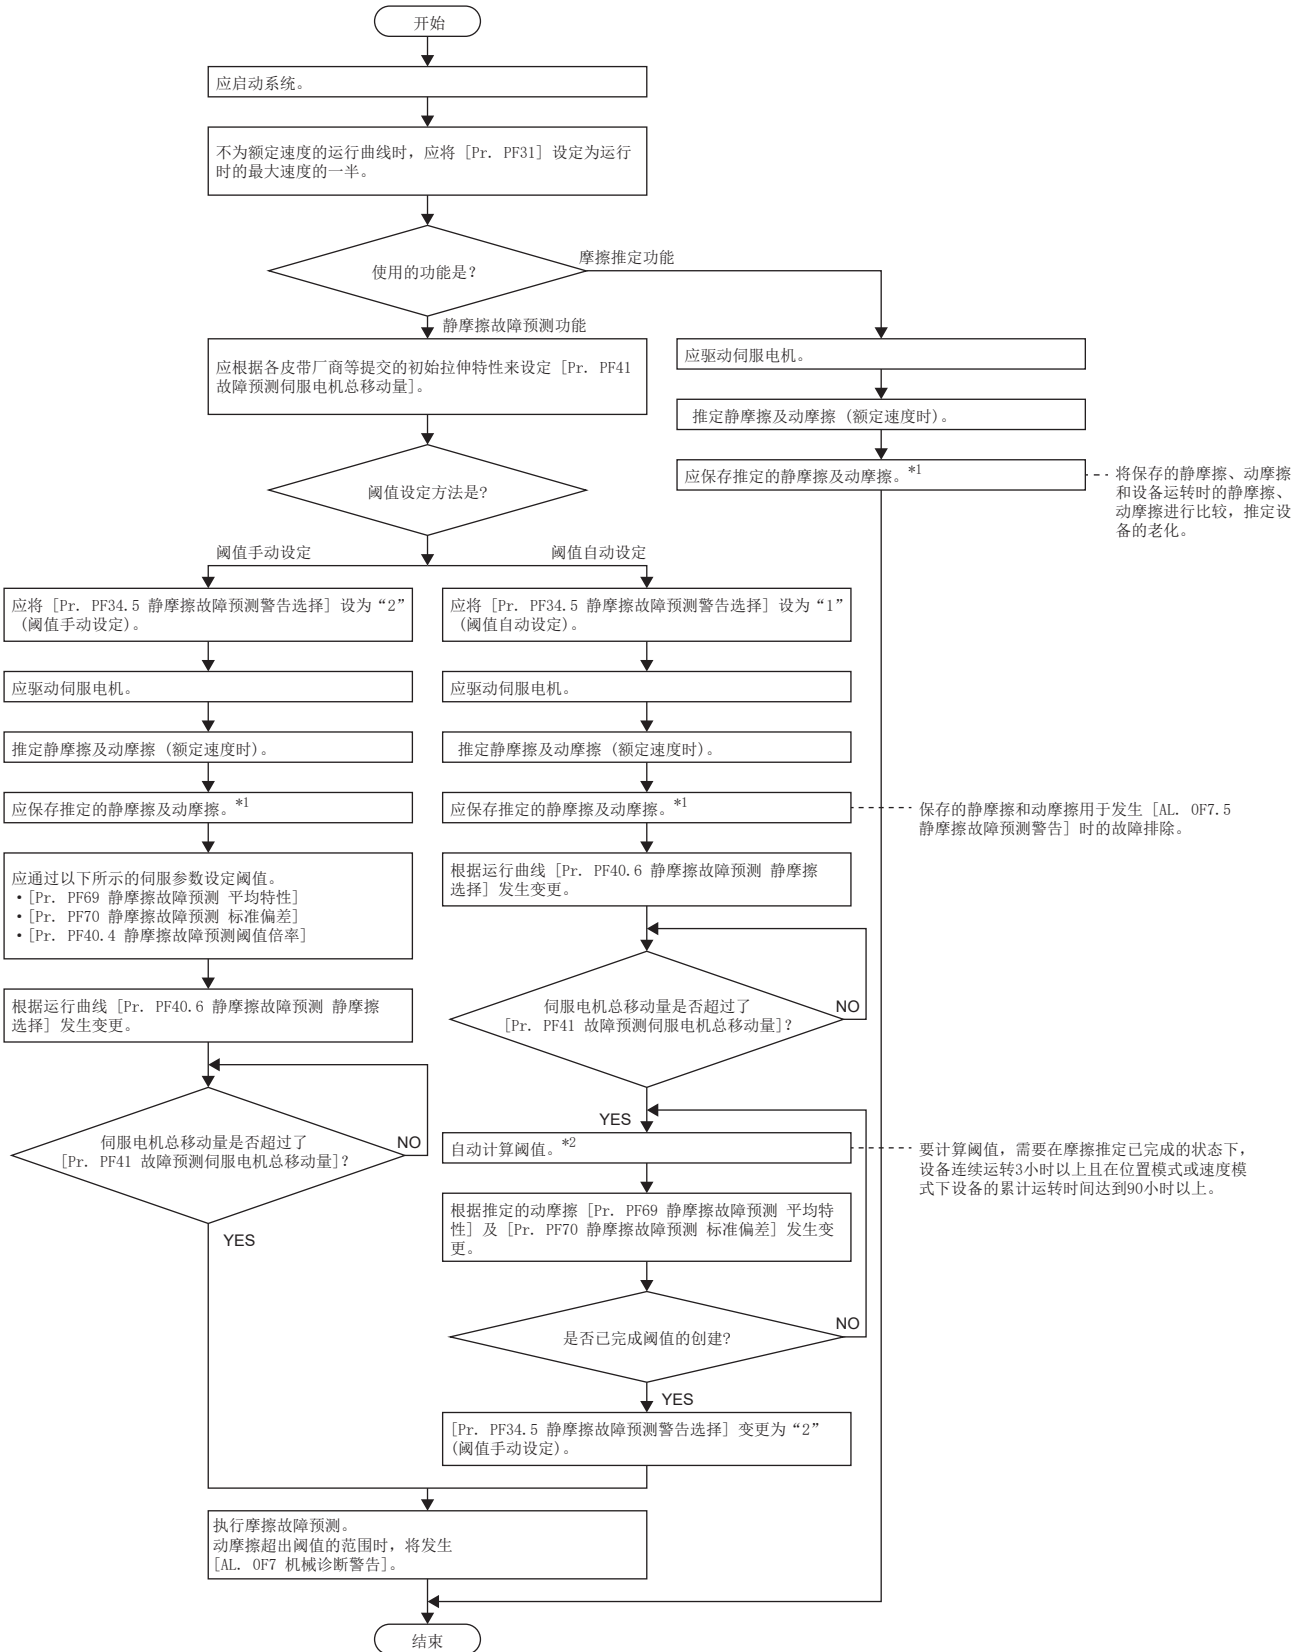 开始
应启动系统。
不为额定速度的运行曲线时，应将 [Pr. PF31] 设定为运行
时的最大速度的一半。
使用的功能是？
摩擦推定功能
静摩擦故障预测功能
应根据各皮带厂商等提交的初始拉伸特性来设定 [Pr. PF41
故障预测伺服电机总移动量]。
应驱动伺服电机。
推定静摩擦及动摩擦 (额定速度时)。
应保存推定的静摩擦及动摩擦。*1
将保存的静摩擦、动摩擦
和设备运转时的静摩擦、
动摩擦进行比较，推定设
备的老化。
阈值设定方法是?
阈值手动设定
阈值自动设定
应将 [Pr. PF34.5 静摩擦故障预测警告选择] 设为“2”
(阈值手动设定)。
应驱动伺服电机。
推定静摩擦及动摩擦 (额定速度时)。
应保存推定的静摩擦及动摩擦。*1
应通过以下所示的伺服参数设定阈值。
・[Pr. PF69 静摩擦故障预测 平均特性]
・[Pr. PF70 静摩擦故障预测 标准偏差]
・[Pr. PF40.4 静摩擦故障预测阈值倍率]
根据运行曲线 [Pr. PF40.6 静摩擦故障预测 静摩擦
选择] 发生变更。
伺服电机总移动量是否超过了
[Pr. PF41 故障预测伺服电机总移动量]？
NO
YES
应将 [Pr. PF34.5 静摩擦故障预测警告选择] 设为“1”
(阈值自动设定)。
应驱动伺服电机。
推定静摩擦及动摩擦 (额定速度时)。
应保存推定的静摩擦及动摩擦。*1
保存的静摩擦和动摩擦用于发生 [AL. 0F7.5
静摩擦故障预测警告] 时的故障排除。
根据运行曲线 [Pr. PF40.6 静摩擦故障预测 静摩擦
选择] 发生变更。
伺服电机总移动量是否超过了
[Pr. PF41 故障预测伺服电机总移动量]？
NO
YES
自动计算阈值。*2
要计算阈值，需要在摩擦推定已完成的状态下，
设备连续运转3小时以上且在位置模式或速度模
式下设备的累计运转时间达到90小时以上。
根据推定的动摩擦 [Pr. PF69 静摩擦故障预测 平均特
性] 及 [Pr. PF70 静摩擦故障预测 标准偏差] 发生变
更。
是否已完成阈值的创建?
NO
YES
[Pr. PF34.5 静摩擦故障预测警告选择] 变更为“2”
(阈值手动设定)。
执行摩擦故障预测。
动摩擦超出阈值的范围时，将发生
[AL. 0F7 机械诊断警告]。
结束